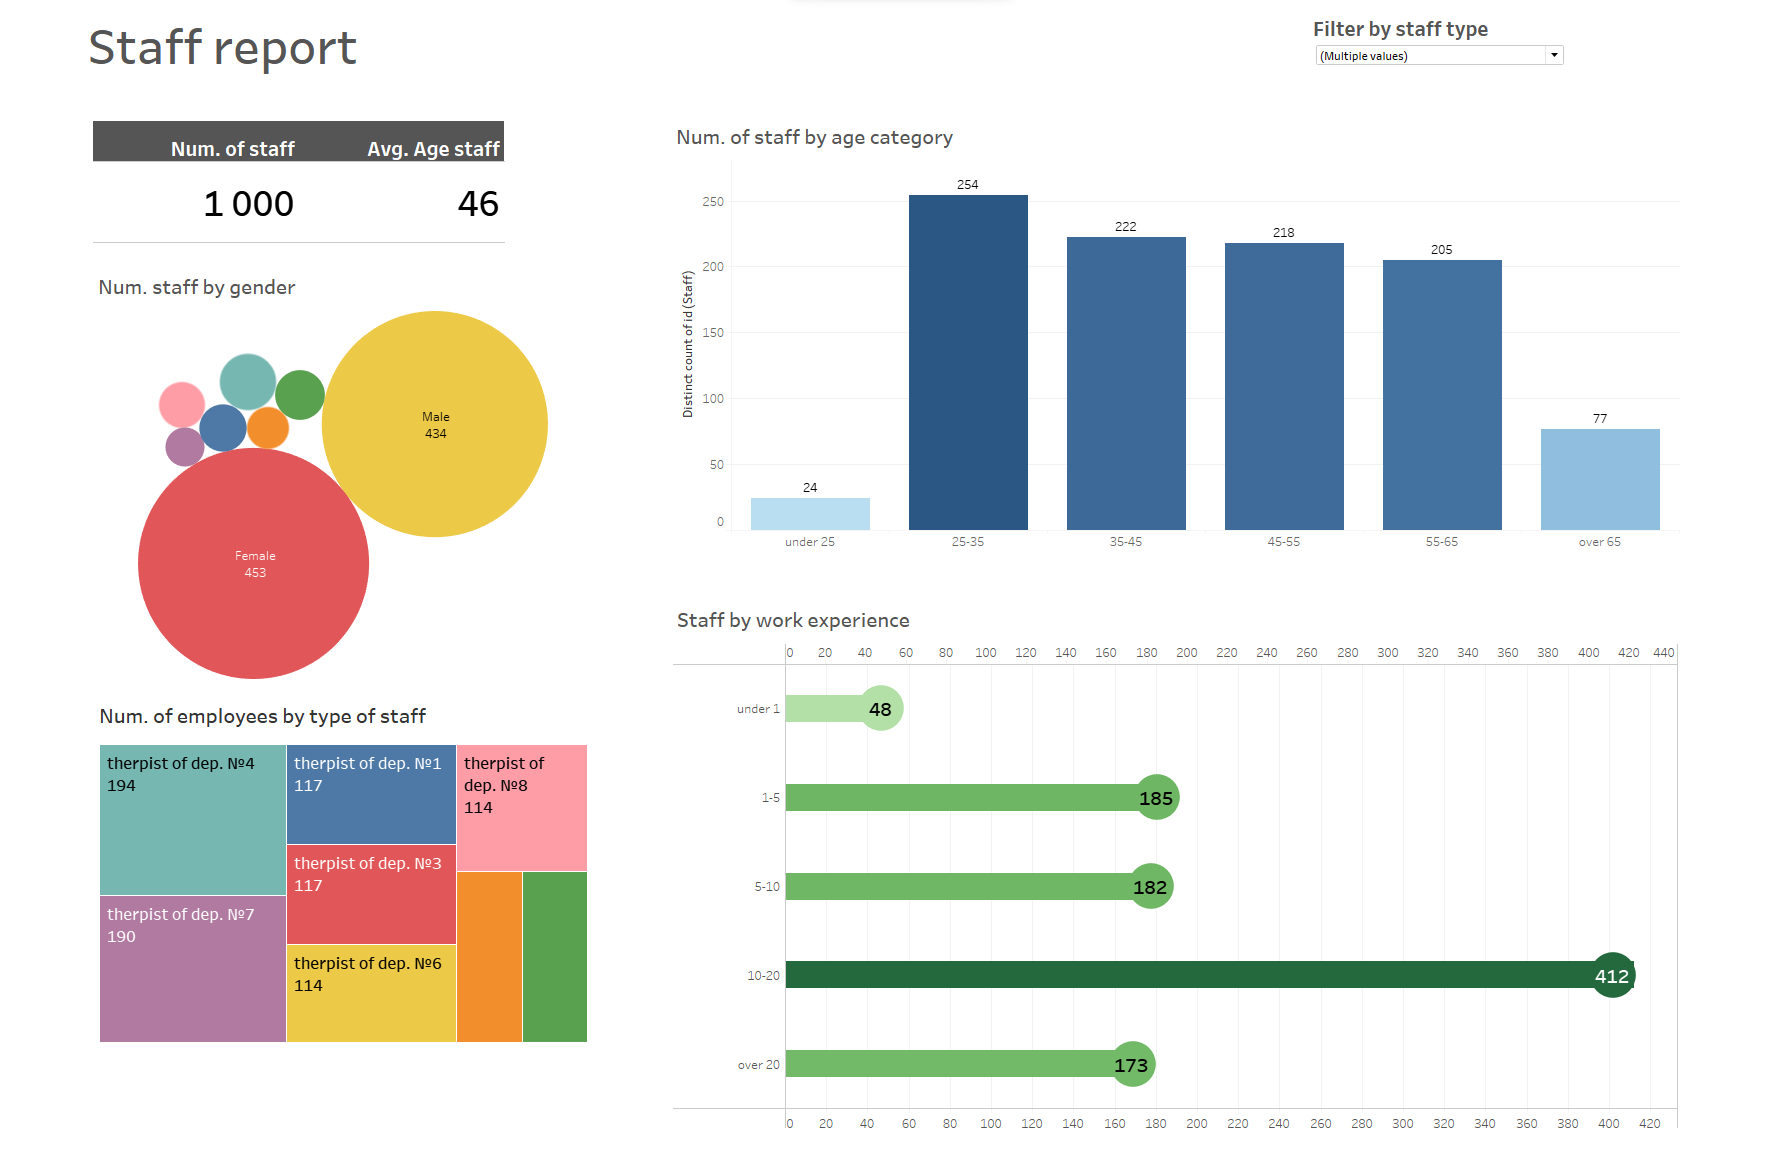 Staff report
Filter by staff type
(Multiple values)
Num. of staff Avg. Age staff
1 000 46
Num. staff by gender
Male
434
Female
453
Num. of employees by type of staff
therpist of dep. №4
194
therpist of dep. №7
190
therpist of dep. №1
117
therpist of dep. №3
117
therpist of dep. №6
114
therpist of
dep. №8
114
Num. of staff by age category
Distinct count of id (Staff)
250
200
150
100
50
0
24
254
222
218
205
77
under 25 25-35 35-45 45-55 55-65 over 65
Staff by work experience
0 20 40 60 80 100 120 140 160 180 200 220 240 260 280 300 320 340 360 380 400 420 440
under 1 48
1-5 185
5-10 182
10-20 412
over 20 173
0 20 40 60 80 100 120 140 160 180 200 220 240 260 280 300 320 340 360 380 400 420